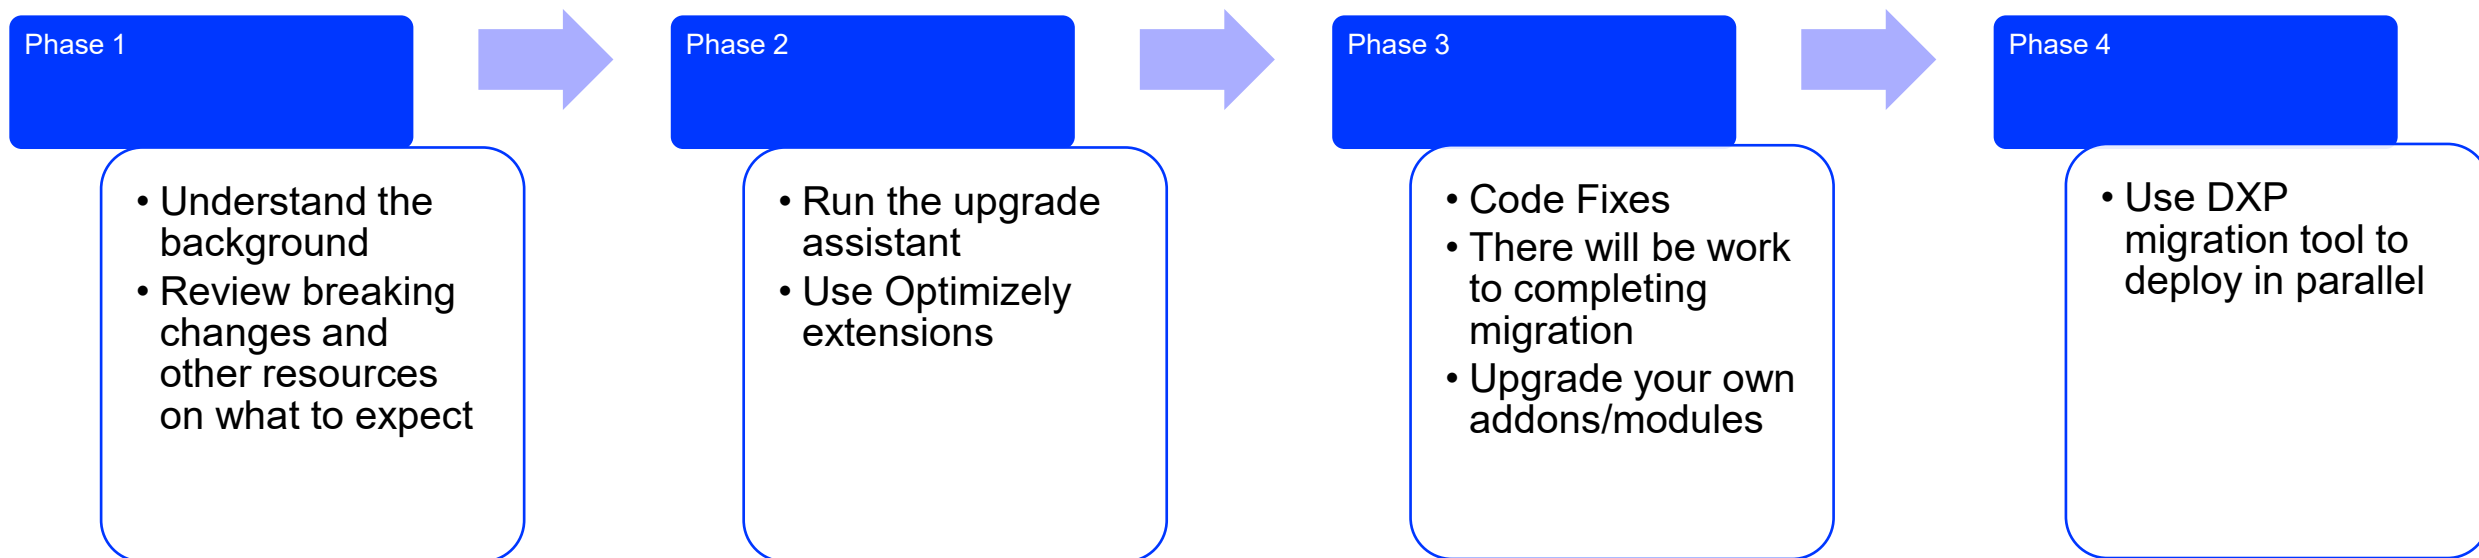 Phase 1
• Understand the
background
• Review breaking
changes and
other resources
on what to expect
Phase 2
• Run the upgrade
assistant
• Use Optimizely
extensions
Phase 3
• Code Fixes
• There will be work
to completing
migration
• Upgrade your own
addons/modules
Phase 4
• Use DXP
migration tool to
deploy in parallel